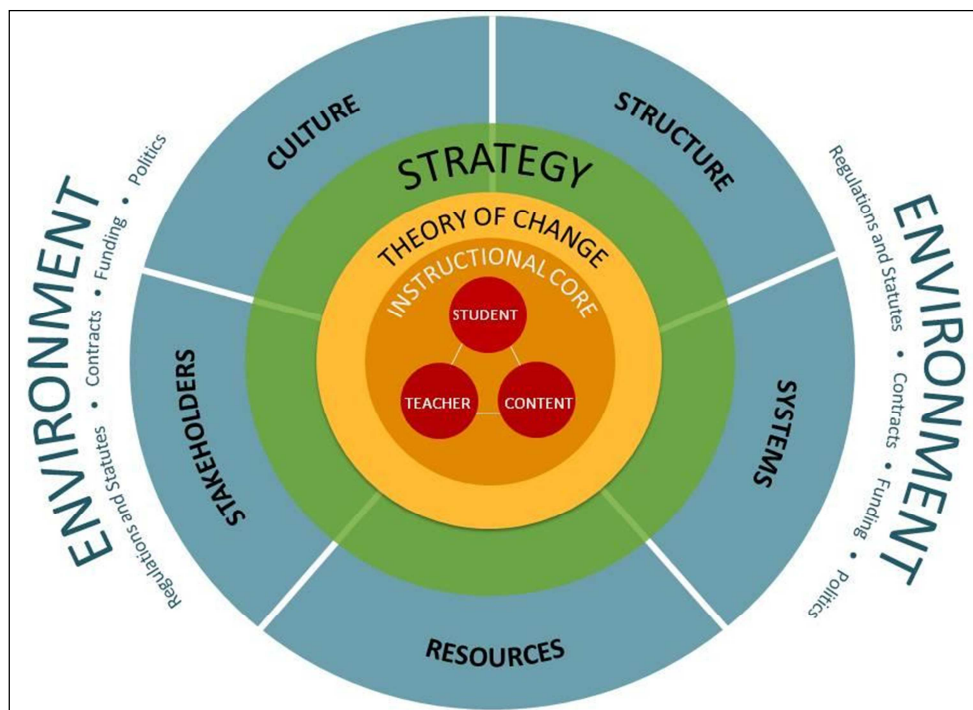 CULTURE
STRUCTURE
STRATEGY
THEORY OF CHANGE
INSTRUCTIONAL CORE
STUDENT
TEACHER
CONTENT
STAKEHOLDERS
SYSTEMS
RESOURCES
ENVIRONMENT
Regulations and Statutes • Contracts • Funding • Politics
ENVIRONMENT
Regulations and Statutes • Contracts • Funding • Politics